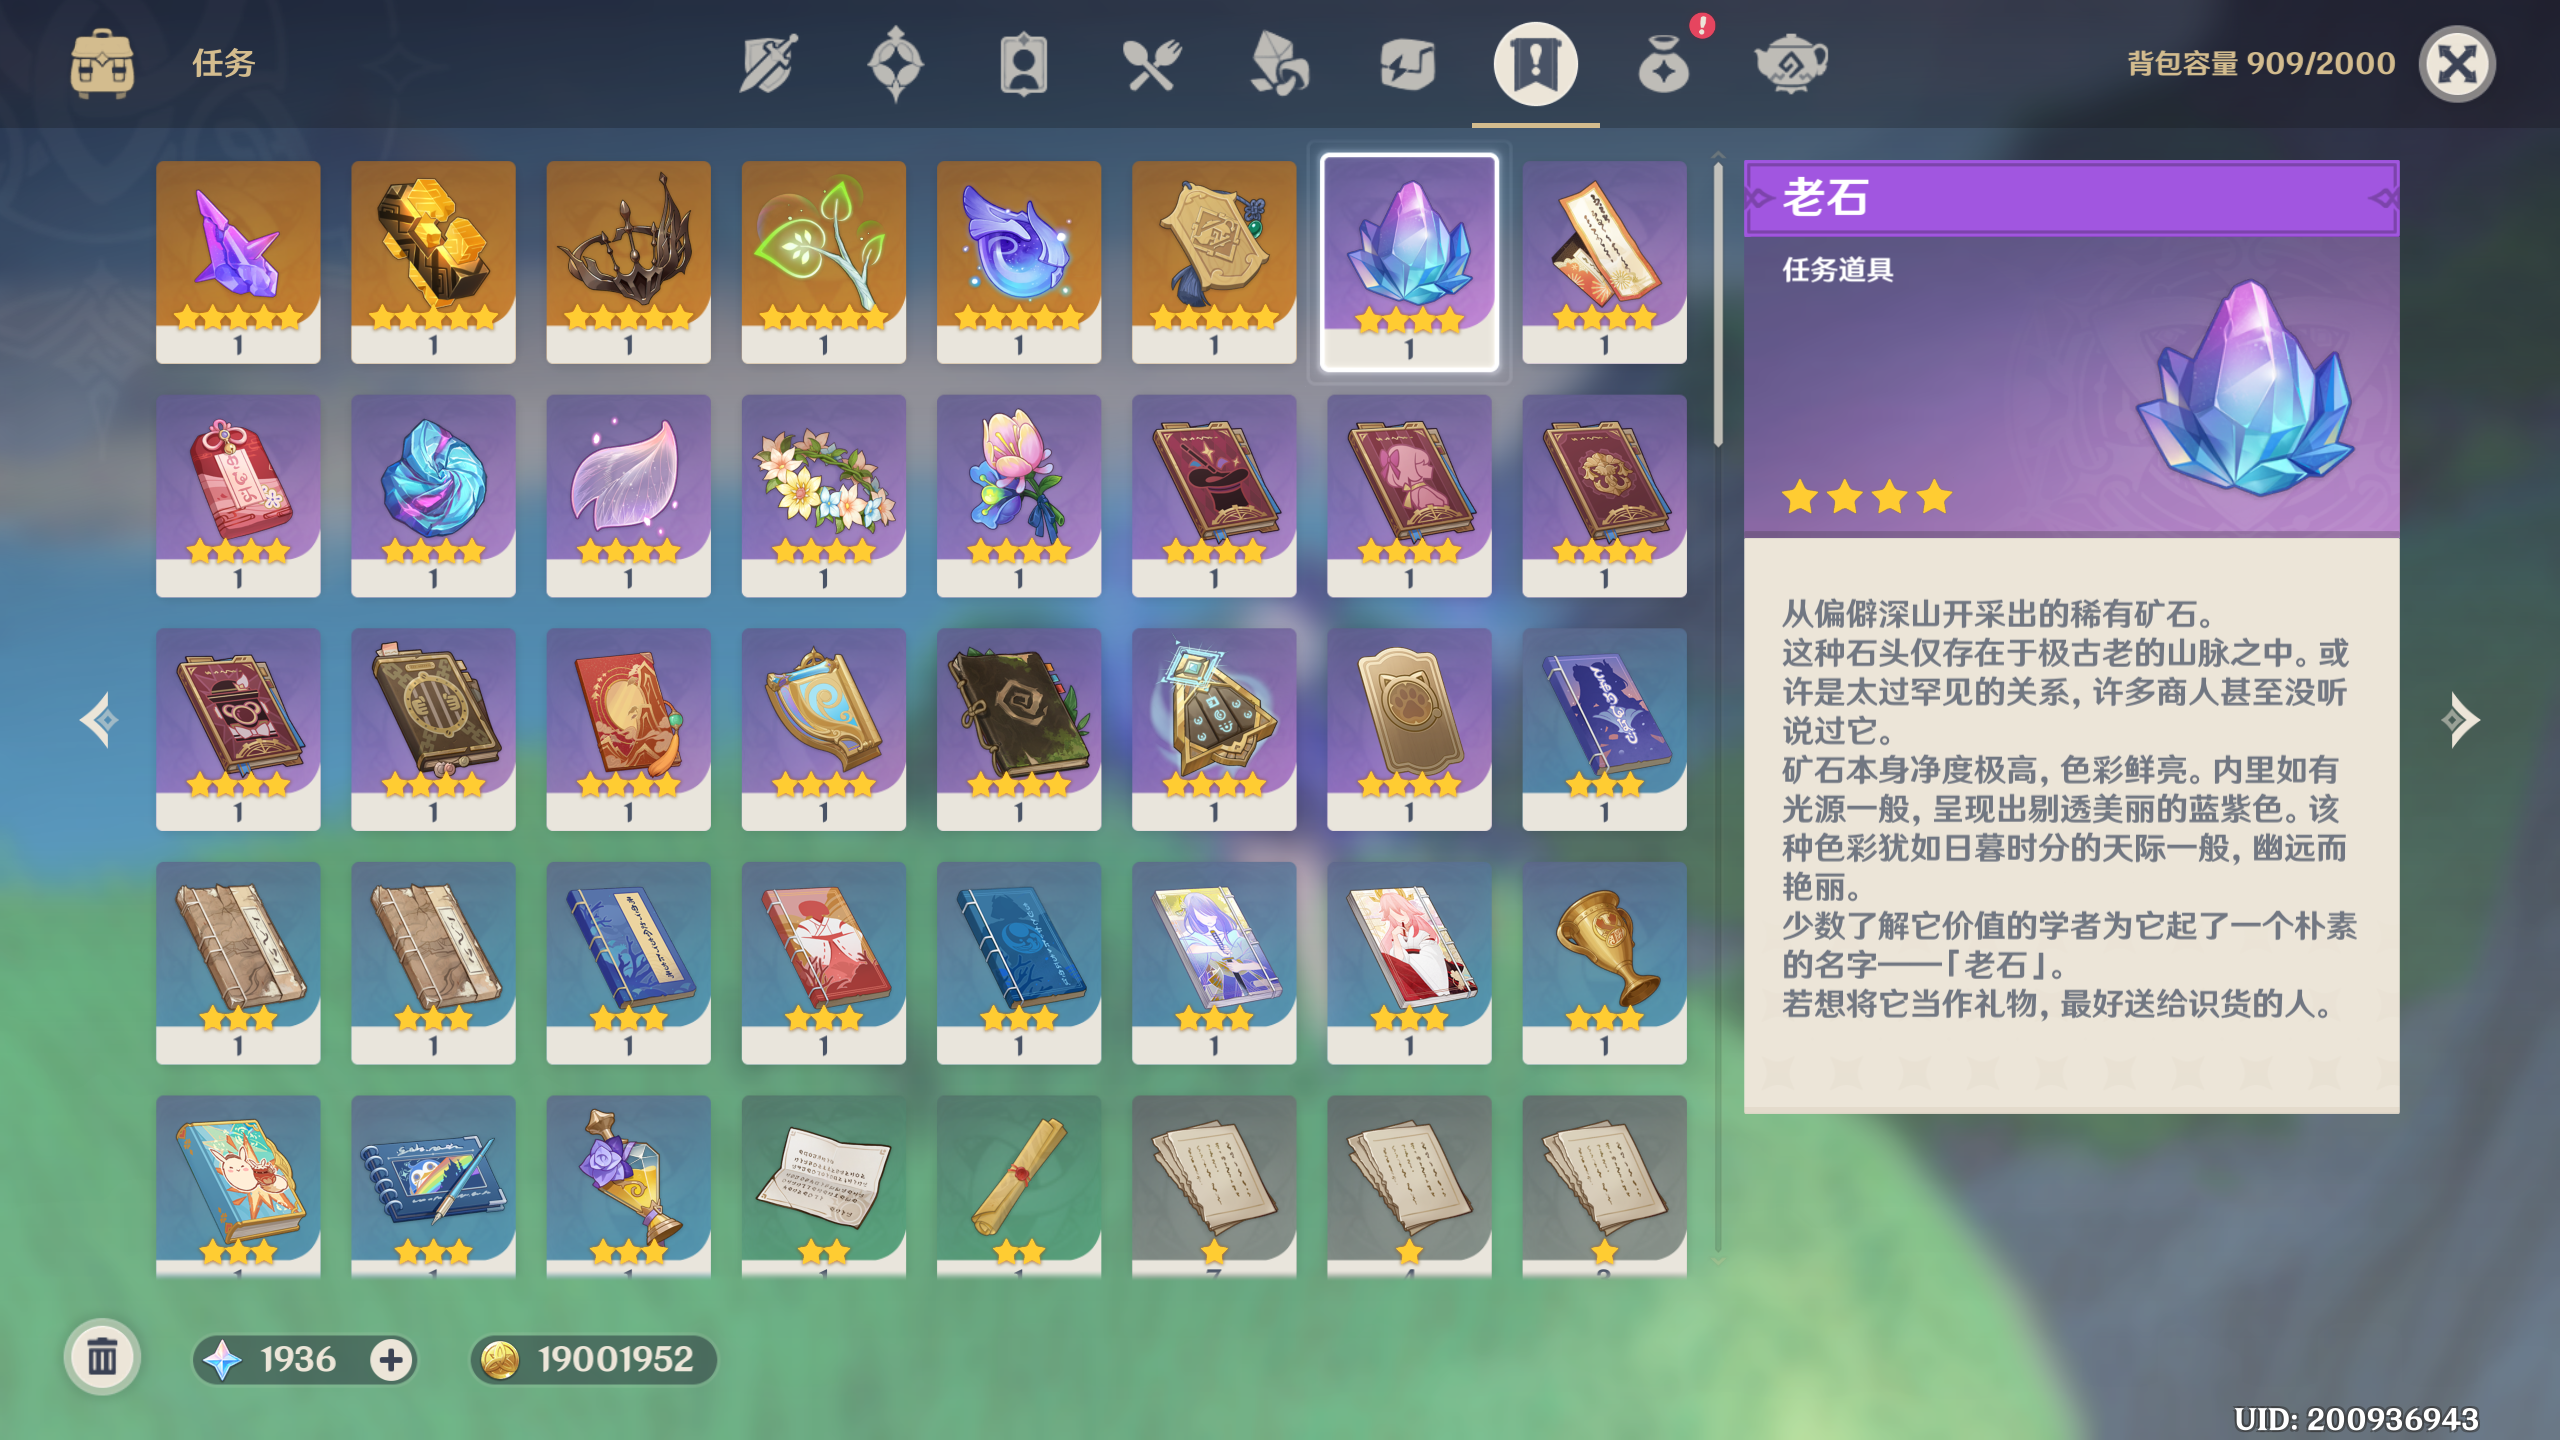 任务
背包容量 909/2000
1 1 1 1 1 1 1 1
1 1 1 1 1 1 1 1
1 1 1 1 1 1 1 1
1 1 1 1 1 1 1 1
老石
任务道具
从偏僻深山开采出的稀有矿石。
这种石头仅存在于极古老的山脉之中。或
许是太过罕见的关系，许多商人甚至没听
说过它。
矿石本身净度极高，色彩鲜亮。内里如有
光源一般，呈现出剔透美丽的蓝紫色。该
种色彩犹如日暮时分的天际一般，幽远而
艳丽。
少数了解它价值的学者为它起了一个朴素
的名字——「老石」。
若想将它当作礼物，最好送给识货的人。
1936
19001952
UID: 200936943